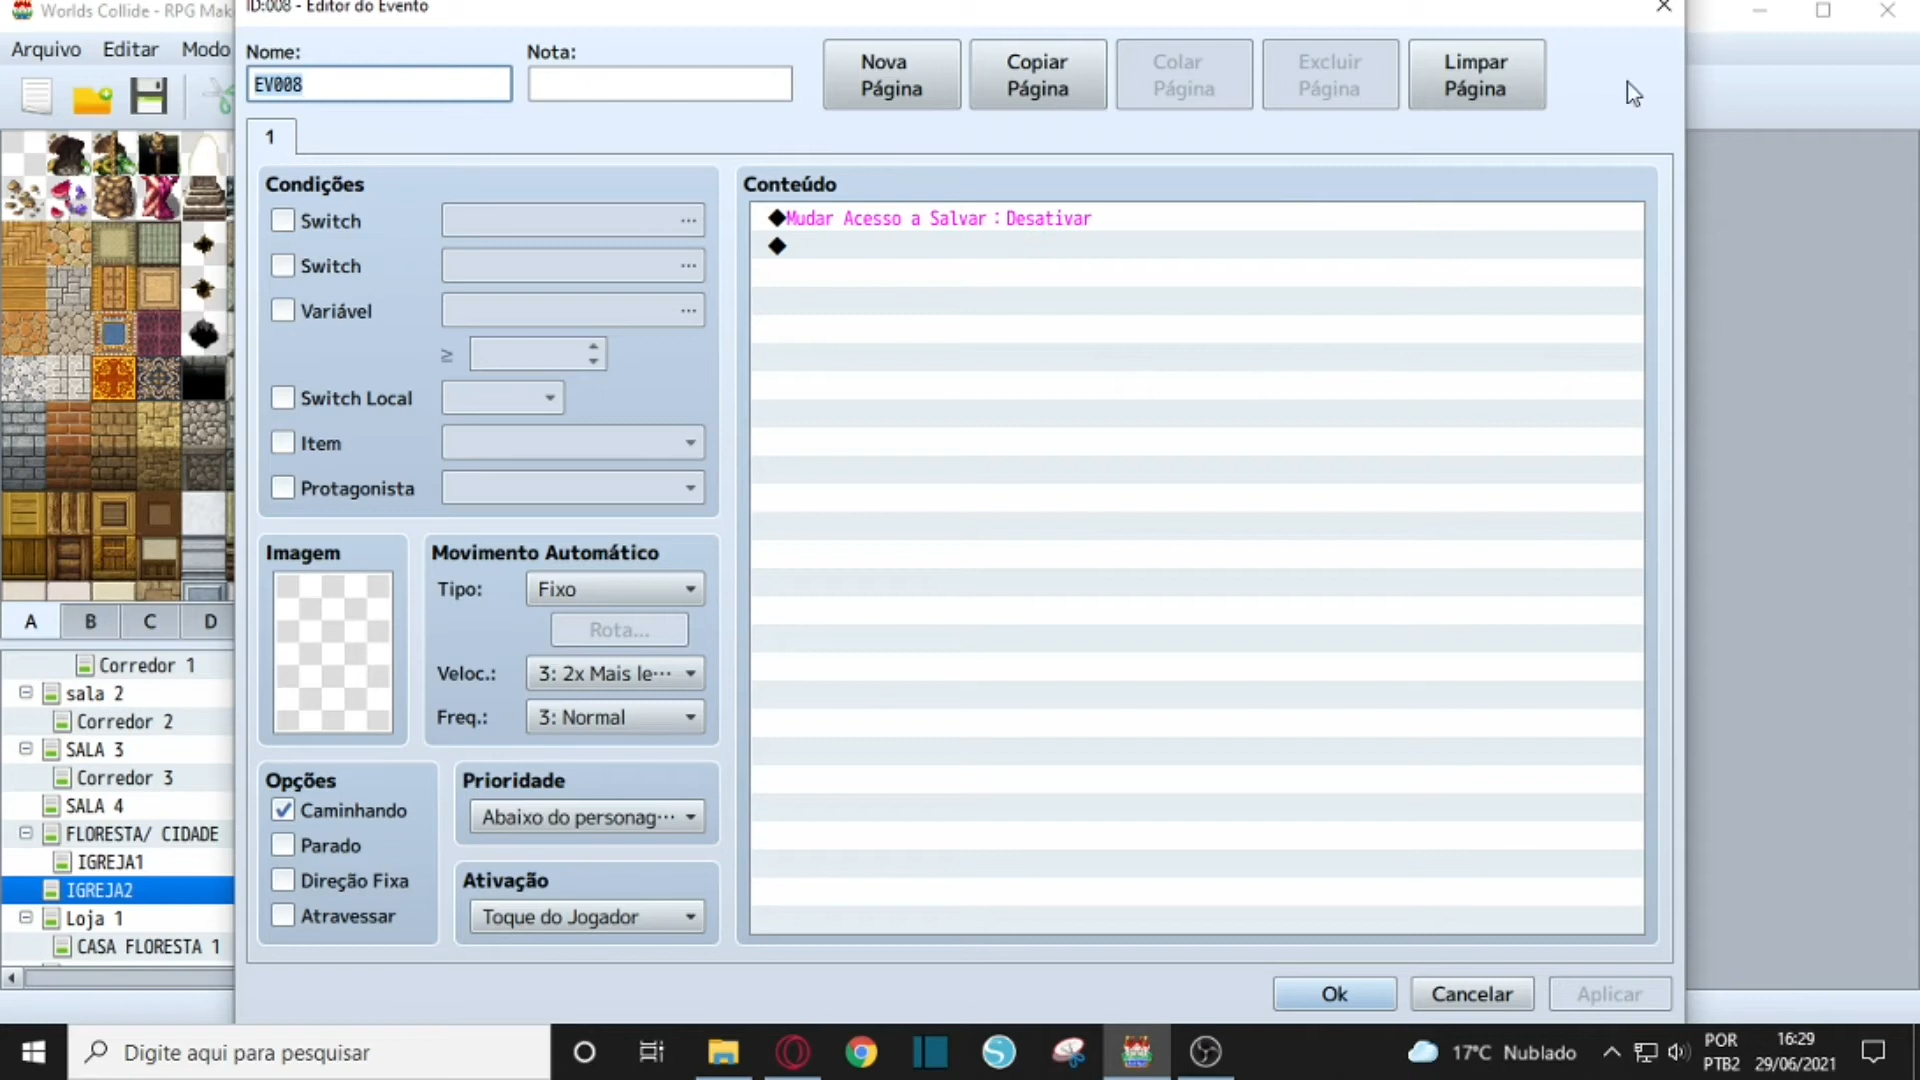 Worlds Collide - RPG Mak
ID:008 - Editor do Evento
Arquivo Editar Modo
Nome:
Nota:
EV008
Nova Página
Copiar Página
Colar Página
Excluir Página
Limpar Página
1
Condições
Switch ...
Switch ...
Variável ...
≥
Switch Local
Item
Protagonista
Conteúdo
◆Mudar Acesso a Salvar：Desativar
◆
Imagem
Movimento Automático
Tipo: Fixo
Rota...
Veloc.: 3: 2x Mais le...
Freq.: 3: Normal
Opções
Caminhando
Parado
Direção Fixa
Atravessar
Prioridade
Abaixo do personag...
Ativação
Toque do Jogador
A B C D
Corredor 1
sala 2
Corredor 2
SALA 3
Corredor 3
SALA 4
FLORESTA/ CIDADE
IGREJA1
IGREJA2
Loja 1
CASA FLORESTA 1
Ok Cancelar Aplicar
Digite aqui para pesquisar
17°C Nublado
POR
PTB2
16:29
29/06/2021